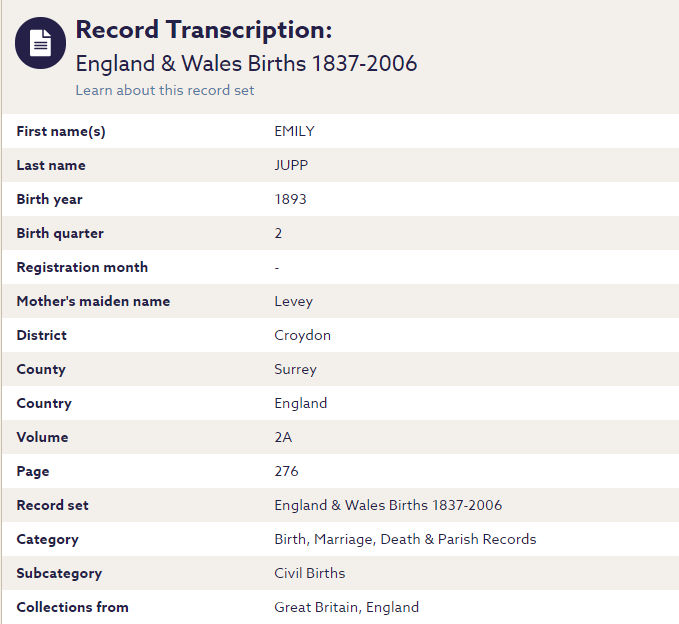 Record Transcription:
England & Wales Births 1837-2006
Learn about this record set
First name(s) EMILY
Last name JUPP
Birth year 1893
Birth quarter 2
Registration month -
Mother's maiden name Levey
District Croydon
County Surrey
Country England
Volume 2A
Page 276
Record set England & Wales Births 1837-2006
Category Birth, Marriage, Death & Parish Records
Subcategory Civil Births
Collections from Great Britain, England